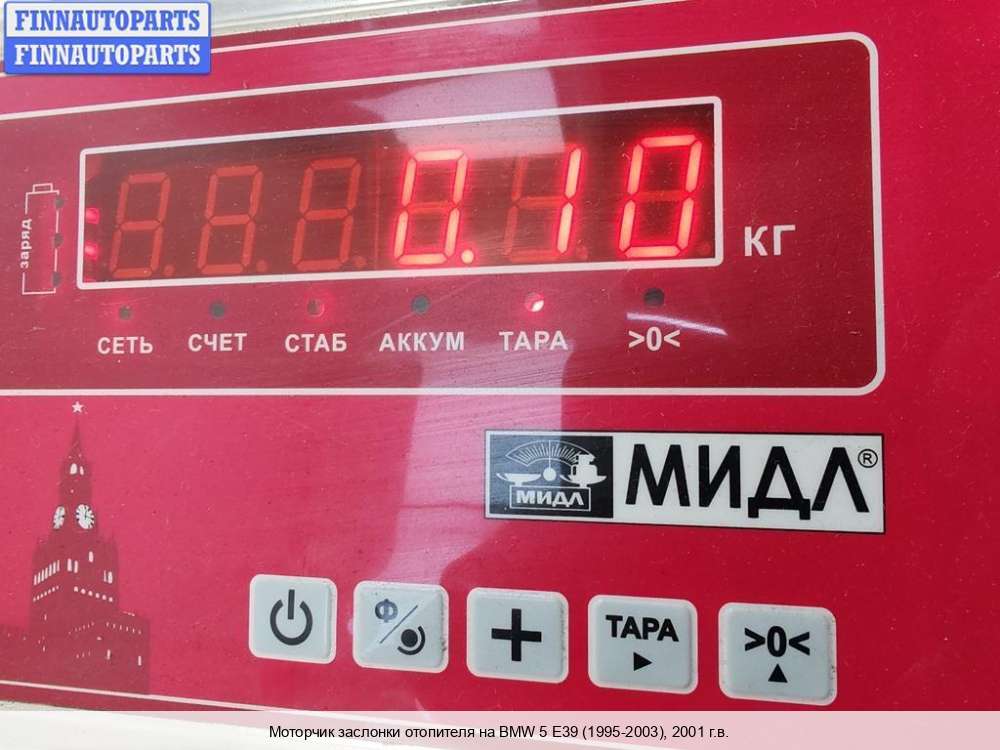 FINNAUTOPARTS
FINNAUTOPARTS
заряд
0.10 КГ
СЕТЬ СЧЕТ СТАБ АККУМ ТАРА >0<
МИДЛ МИДЛ®
Ф
+ ТАРА >0<
Моторчик заслонки отопителя на BMW 5 E39 (1995-2003), 2001 г.в.